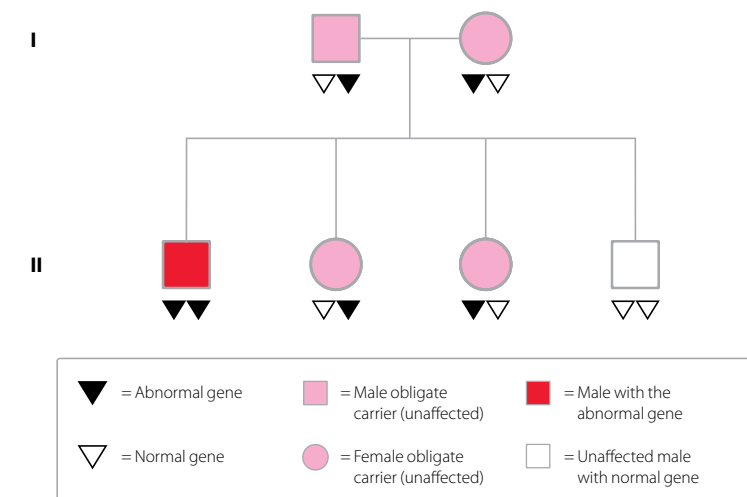 I
II
= Abnormal gene
= Male obligate
carrier (unaffected)
= Male with the
abnormal gene
= Normal gene
= Female obligate
carrier (unaffected)
= Unaffected male
with normal gene